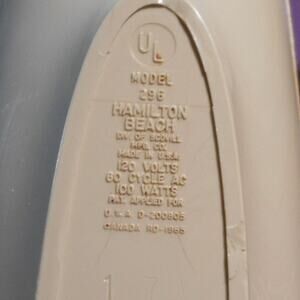 UL
MODEL
296
HAMILTON
BEACH
DIV. OF SCOVILL
MFG. CO.
MADE IN U.S.A.
120 VOLTS
60 CYCLE AC
100 WATTS
PAT. APPLIED FOR
D-200805
CANADA RD-1965